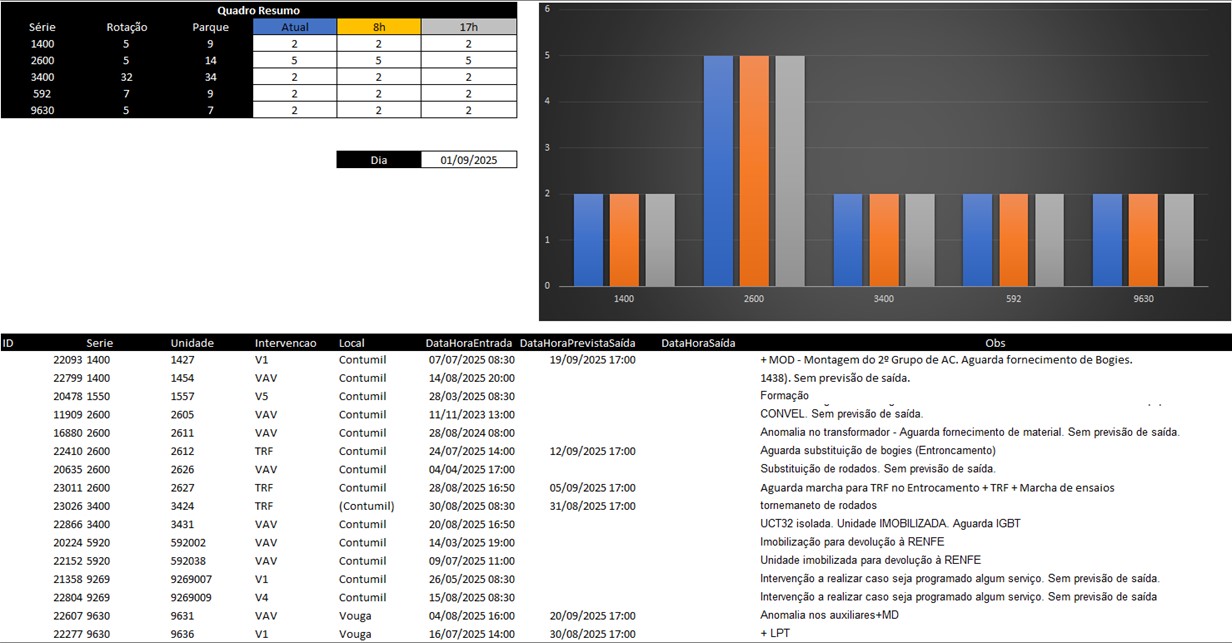 Quadro Resumo
Série Rotação Parque Atual 8h 17h
1400 5 9 2 2 2
2600 5 14 5 5 5
3400 32 34 2 2 2
592 7 9 2 2 2
9630 5 7 2 2 2
Dia 01/09/2025
6
5
4
3
2
1
0
1400 2600 3400 592 9630
ID Serie Unidade Intervencao Local DataHoraEntrada DataHoraPrevistaSaída DataHoraSaída Obs
22093 1400 1427 V1 Contumil 07/07/2025 08:30 19/09/2025 17:00 + MOD - Montagem do 2º Grupo de AC. Aguarda fornecimento de Bogies.
22799 1400 1454 VAV Contumil 14/08/2025 20:00 1438). Sem previsão de saída.
20478 1550 1557 V5 Contumil 28/03/2025 08:30 Formação
11909 2600 2605 VAV Contumil 11/11/2023 13:00 CONVEL. Sem previsão de saída.
16880 2600 2611 VAV Contumil 28/08/2024 08:00 Anomalia no transformador - Aguarda fornecimento de material. Sem previsão de saída.
22410 2600 2612 TRF Contumil 24/07/2025 14:00 12/09/2025 17:00 Aguarda substituição de bogies (Entroncamento)
20635 2600 2626 VAV Contumil 04/04/2025 17:00 Substituição de rodados. Sem previsão de saída.
23011 2600 2627 TRF Contumil 28/08/2025 16:50 05/09/2025 17:00 Aguarda marcha para TRF no Entrocamento + TRF + Marcha de ensaios
23026 3400 3424 TRF (Contumil) 30/08/2025 08:30 31/08/2025 17:00 tornemaneto de rodados
22866 3400 3431 VAV Contumil 20/08/2025 16:50 UCT32 isolada. Unidade IMOBILIZADA. Aguarda IGBT
20224 5920 592002 VAV Contumil 14/03/2025 19:00 Imobilização para devolução à RENFE
22152 5920 592038 VAV Contumil 09/07/2025 11:00 Unidade imobilizada para devolução à RENFE
21358 9269 9269007 V1 Contumil 26/05/2025 08:30 Intervenção a realizar caso seja programado algum serviço. Sem previsão de saída.
22804 9269 9269009 V4 Contumil 15/08/2025 08:30 Intervenção a realizar caso seja programado algum serviço. Sem previsão de saída
22607 9630 9631 VAV Vouga 04/08/2025 16:00 20/09/2025 17:00 Anomalia nos auxiliares+MD
22277 9630 9636 V1 Vouga 16/07/2025 14:00 30/08/2025 17:00 + LPT